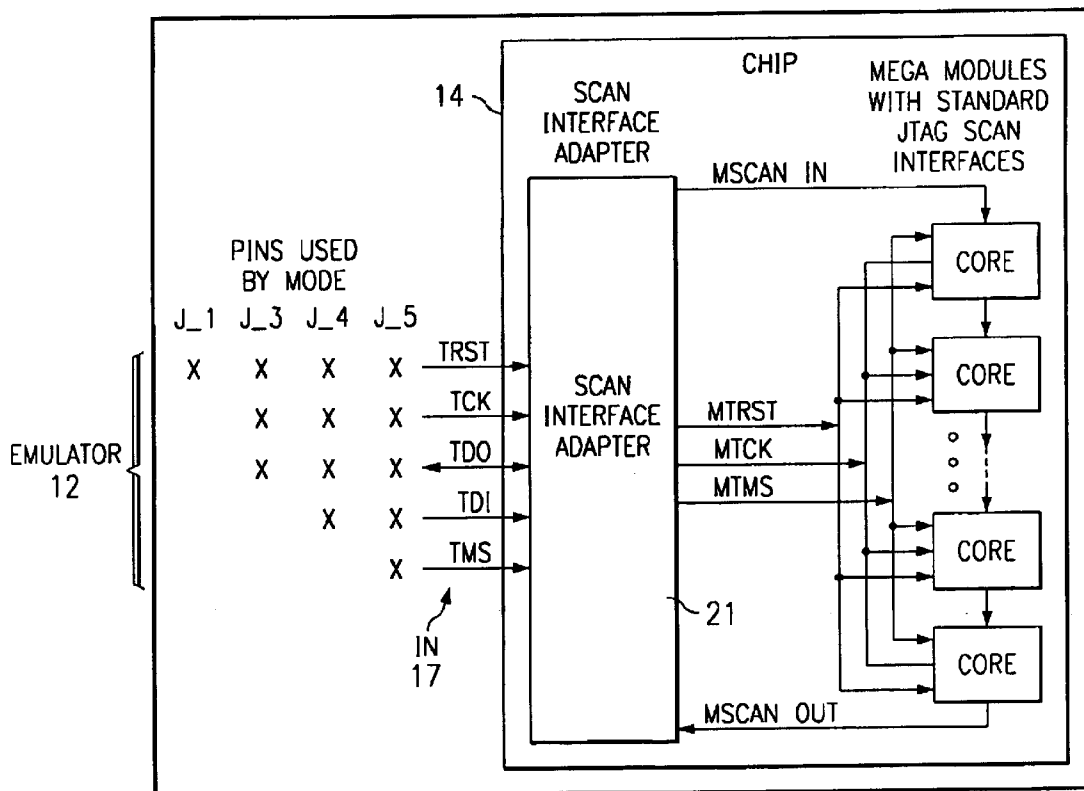 CHIP
14
SCAN
INTERFACE
ADAPTER
MEGA MODULES
WITH STANDARD
JTAG SCAN
INTERFACES
MSCAN IN
PINS USED
BY MODE
J_1 J_3 J_4 J_5
X X X X TRST
X X X TCK
X X X TDO
X X TDI
X TMS
EMULATOR
12
IN
17
SCAN
INTERFACE
ADAPTER
21
MTRST
MTCK
MTMS
CORE
CORE
CORE
CORE
MSCAN OUT